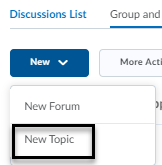 Discussions List Group and
New More Acti
New Forum
New Topic